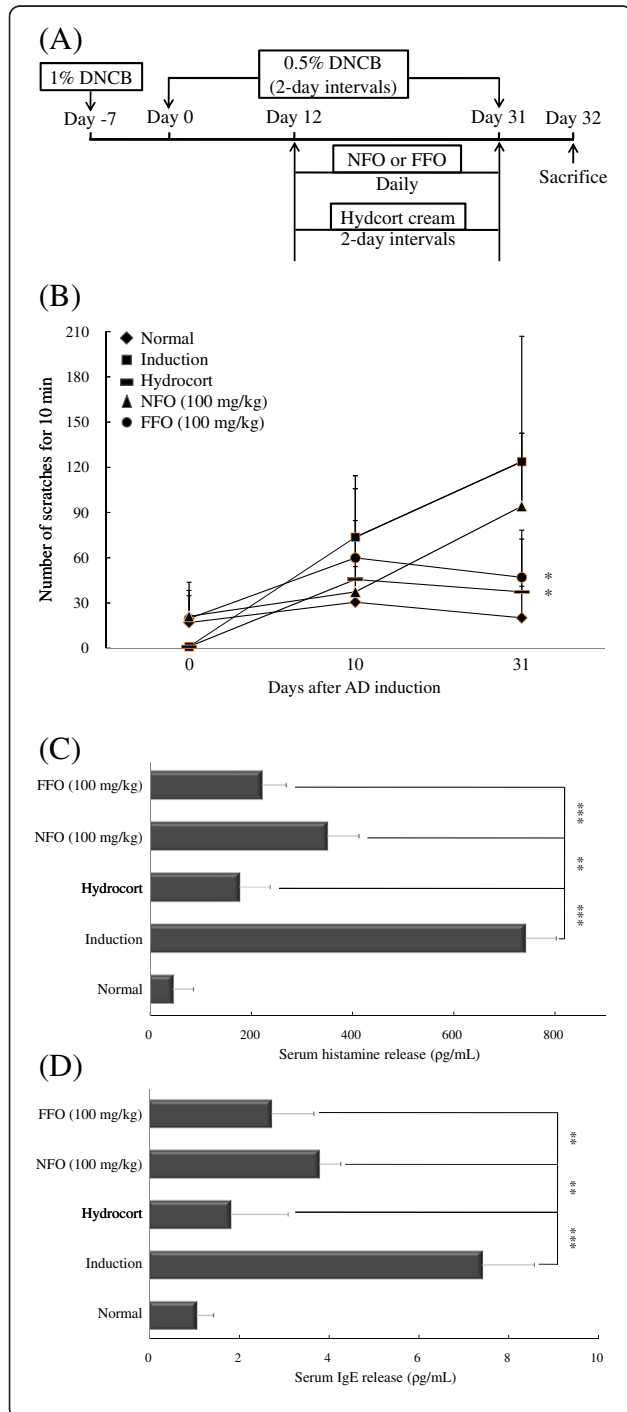 (A)
1% DNCB
0.5% DNCB
(2-day intervals)
Day -7
Day 0
Day 12
Day 31
Day 32
NFO or FFO
Daily
Sacrifice
Hydcort cream
2-day intervals
(B)
Number of scratches for 10 min
210
180
150
120
90
60
30
0
Normal
Induction
Hydrocort
NFO (100 mg/kg)
FFO (100 mg/kg)
*
*
0 10 31
Days after AD induction
(C)
FFO (100 mg/kg)
NFO (100 mg/kg)
Hydrocort
Induction
Normal
***
**
***
0 200 400 600 800
Serum histamine release (ρg/mL)
(D)
FFO (100 mg/kg)
NFO (100 mg/kg)
Hydrocort
Induction
Normal
**
**
***
0 2 4 6 8 10
Serum IgE release (ρg/mL)